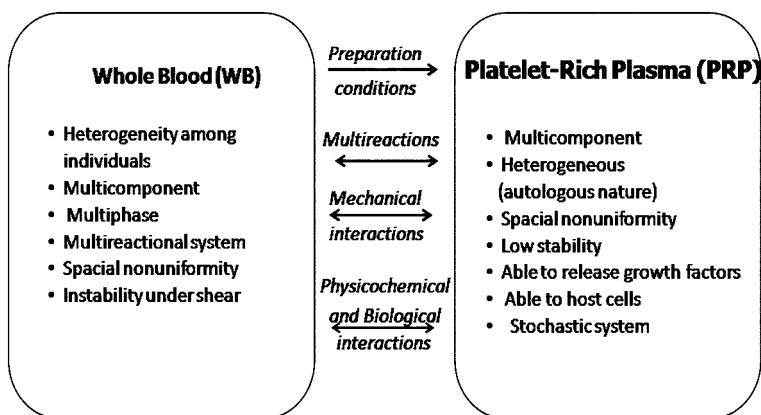 Whole Blood (WB)
• Heterogeneity among
individuals
• Multicomponent
• Multiphase
• Multireactional system
• Spacial nonuniformity
• Instability under shear
Preparation
conditions
Multireactions
Mechanical
interactions
Physicochemical
and Biological
interactions
Platelet-Rich Plasma (PRP)
• Multicomponent
• Heterogeneous
(autologous nature)
• Spacial nonuniformity
• Low stability
• Able to release growth factors
• Able to host cells
• Stochastic system